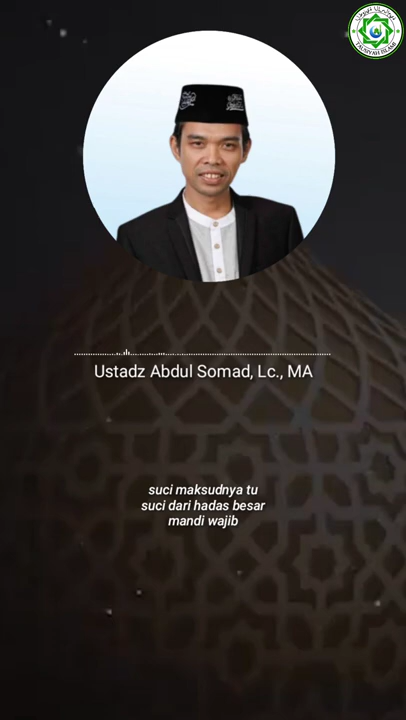 Ustadz Abdul Somad, Lc., MA
suci maksudnya tu
suci dari hadas besar
mandi wajib